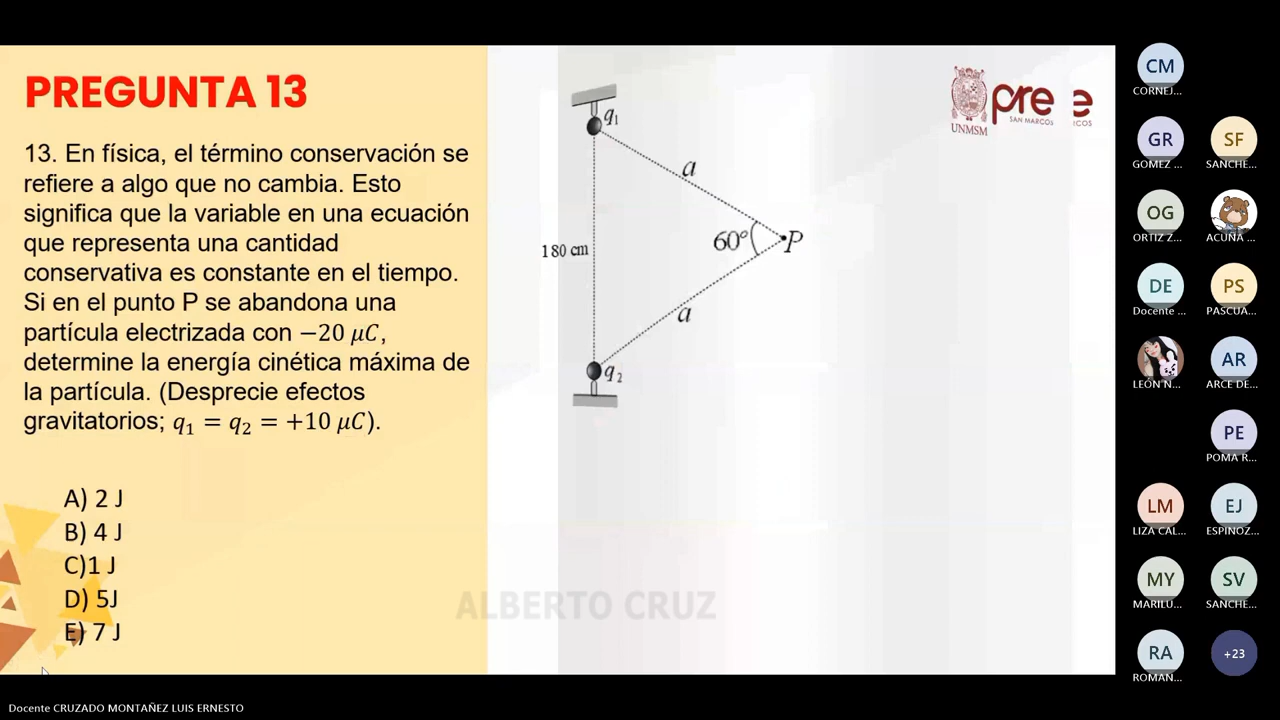 PREGUNTA 13
13. En física, el término conservación se
refiere a algo que no cambia. Esto
significa que la variable en una ecuación
que representa una cantidad
conservativa es constante en el tiempo.
Si en el punto P se abandona una
partícula electrizada con −20 μC,
determine la energía cinética máxima de
la partícula. (Desprecie efectos
gravitatorios; q₁ = q₂ = +10 μC).
A) 2 J
B) 4 J
C)1 J
D) 5J
E) 7 J
q₁
a
180 cm
60°
P
a
q₂
UNMSM
pre
SAN MARCOS
e
RCOS
ALBERTO CRUZ
CM
CORNEJ...
GR
GOMEZ ...
SF
SANCHE...
OG
ORTIZ Z...
ACUÑA ...
DE
Docente ...
PS
PASCUA...
LEÓN N...
AR
ARCE DE...
PE
POMA R...
LM
LIZA CAL...
EJ
ESPINOZ...
MY
MARILU...
SV
SANCHE...
RA
ROMAN...
+23
Docente CRUZADO MONTAÑEZ LUIS ERNESTO